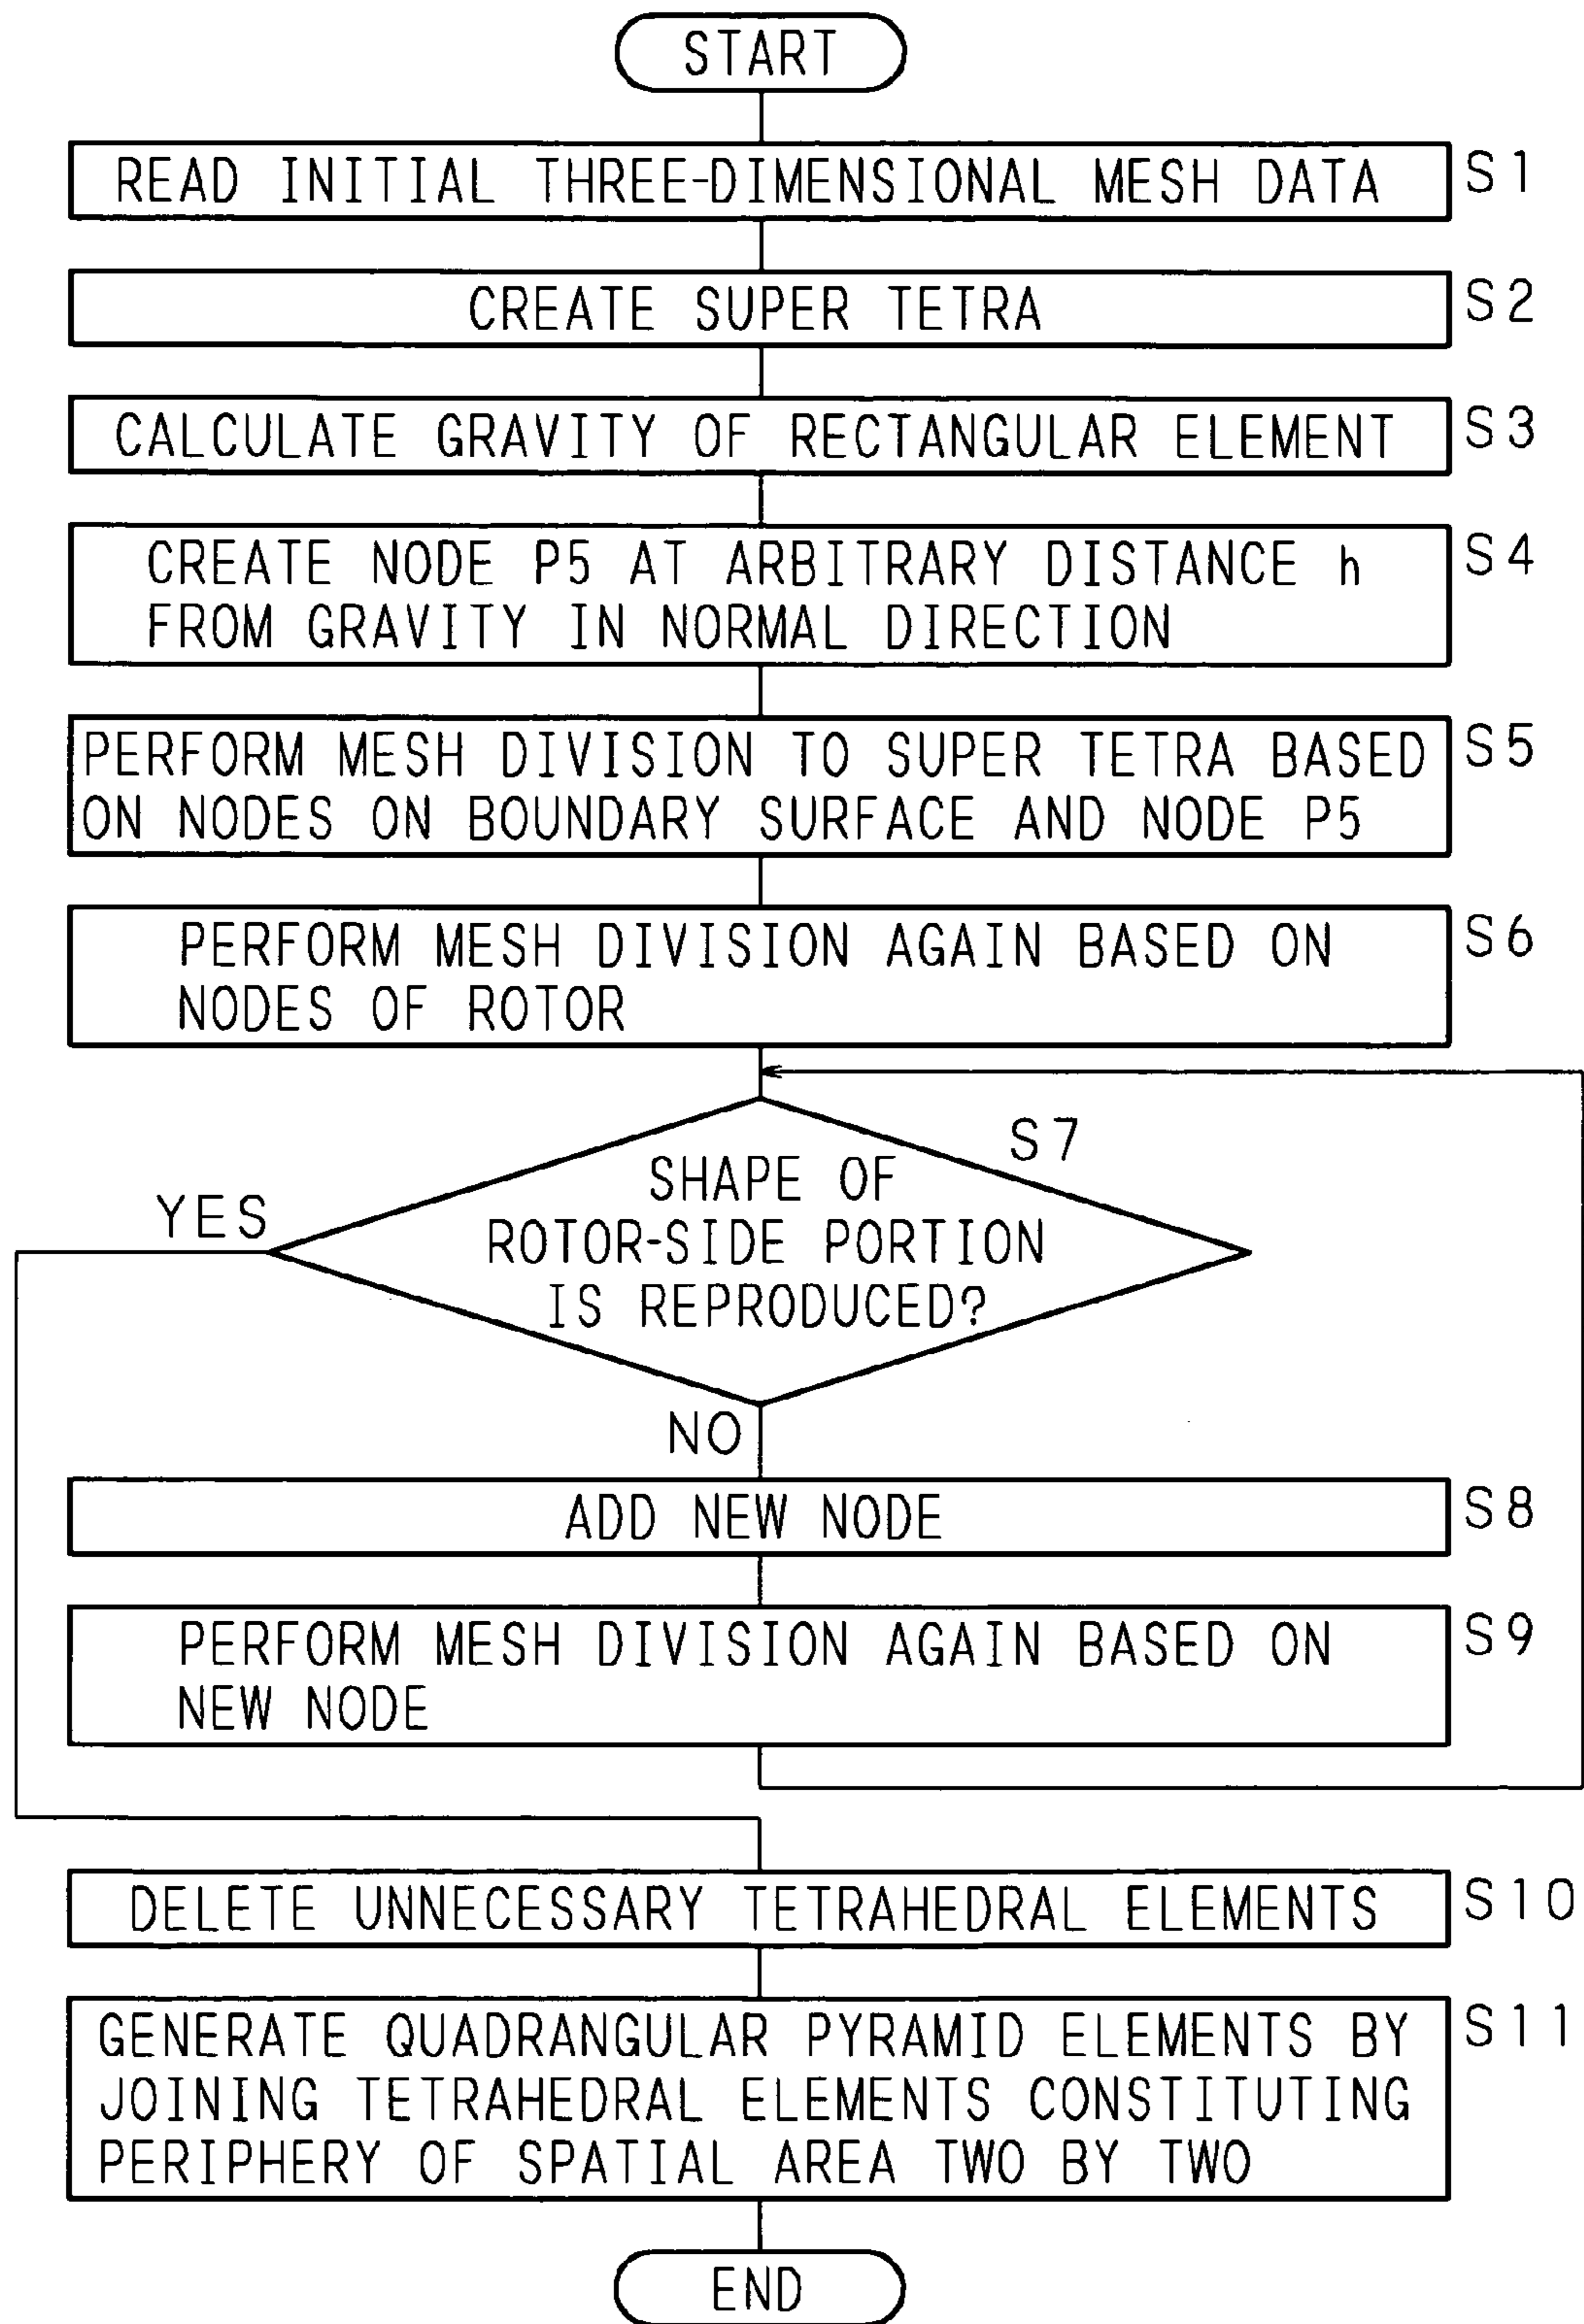 START
READ INITIAL THREE-DIMENSIONAL MESH DATA S1
CREATE SUPER TETRA S2
CALCULATE GRAVITY OF RECTANGULAR ELEMENT S3
CREATE NODE P5 AT ARBITRARY DISTANCE h S4
FROM GRAVITY IN NORMAL DIRECTION
PERFORM MESH DIVISION TO SUPER TETRA BASED S5
ON NODES ON BOUNDARY SURFACE AND NODE P5
PERFORM MESH DIVISION AGAIN BASED ON S6
NODES OF ROTOR
S7
SHAPE OF
YES
ROTOR-SIDE PORTION
IS REPRODUCED?
NO
ADD NEW NODE S8
PERFORM MESH DIVISION AGAIN BASED ON S9
NEW NODE
DELETE UNNECESSARY TETRAHEDRAL ELEMENTS S10
GENERATE QUADRANGULAR PYRAMID ELEMENTS BY S11
JOINING TETRAHEDRAL ELEMENTS CONSTITUTING
PERIPHERY OF SPATIAL AREA TWO BY TWO
END